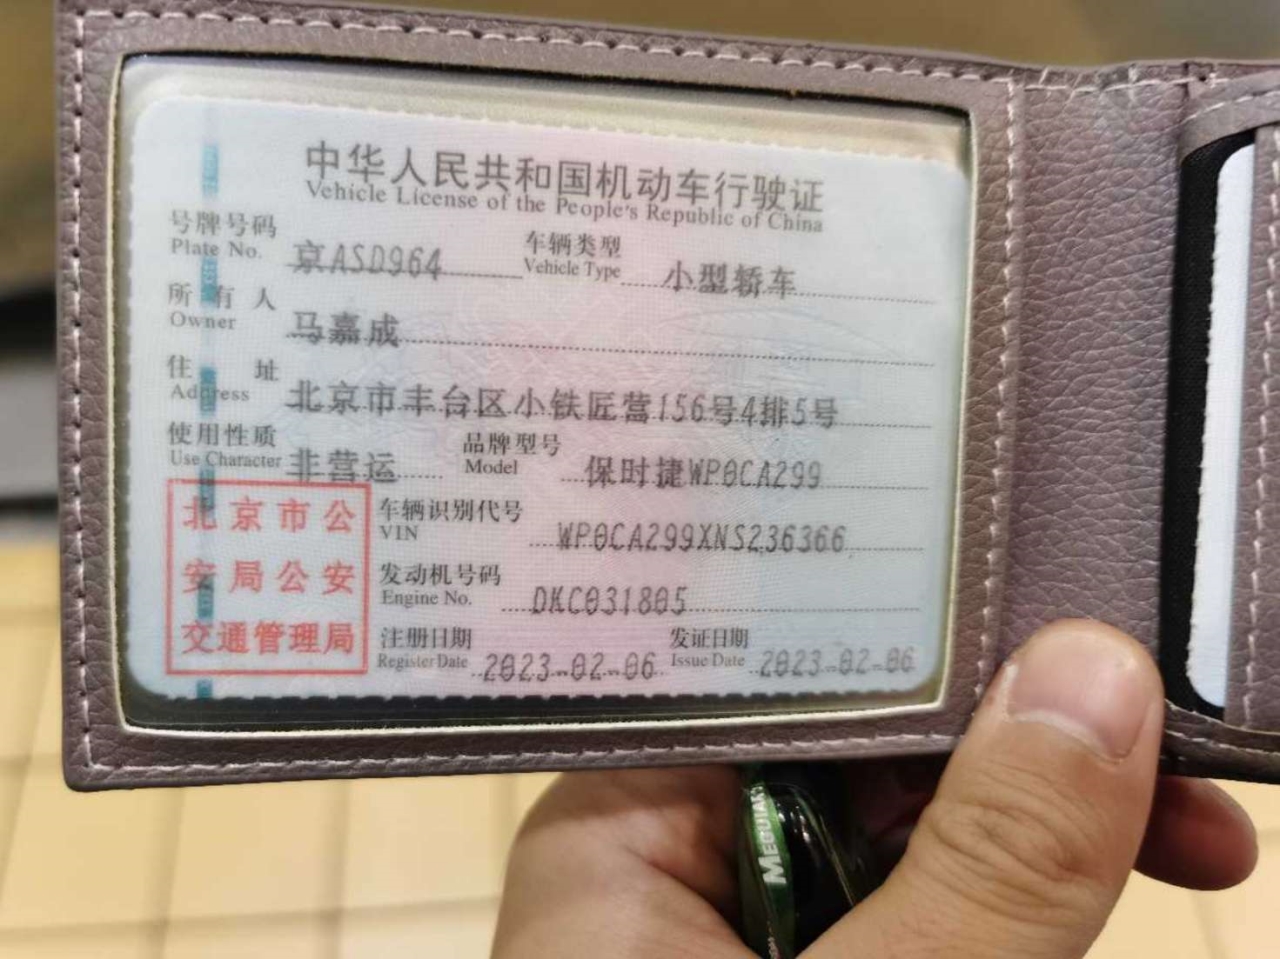 中华人民共和国机动车行驶证
Vehicle License of the People's Republic of China
号牌号码 京ASD964 车辆类型 小型轿车
Plate No. Vehicle Type
所有人 马嘉成
Owner
住址 北京市丰台区小铁匠营156号4排5号
Address
使用性质 非营运 品牌型号 保时捷WP0CA299
Use Character Model
北京市公
安局公安
交通管理局
车辆识别代号 WP0CA299XNS236366
VIN
发动机号码 DKC031805
Engine No.
注册日期 2023-02-06 发证日期 2023-02-06
Register Date Issue Date
MEGUIAR'